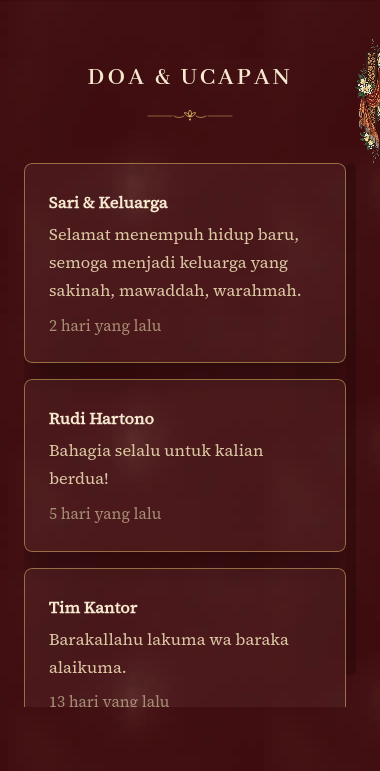 DOA & UCAPAN
Sari & Keluarga
Selamat menempuh hidup baru,
semoga menjadi keluarga yang
sakinah, mawaddah, warahmah.
2 hari yang lalu
Rudi Hartono
Bahagia selalu untuk kalian
berdua!
5 hari yang lalu
Tim Kantor
Barakallahu lakuma wa baraka
alaikuma.
13 hari yang lalu